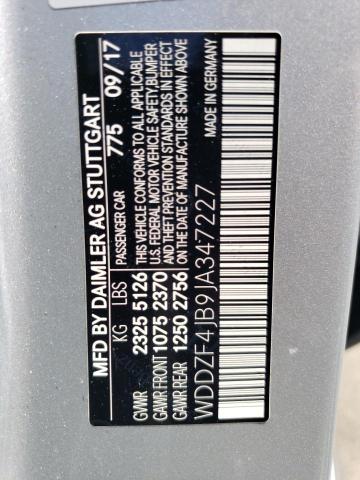 MFD BY DAIMLER AG STUTTGART
KG LBS PASSENGER CAR 775 09/17
GVWR 2325 5126
GAWR FRONT 1075 2370
GAWR REAR 1250 2756
THIS VEHICLE CONFORMS TO ALL APPLICABLE
U.S. FEDERAL MOTOR VEHICLE SAFETY, BUMPER
AND THEFT PREVENTION STANDARDS IN EFFECT
ON THE DATE OF MANUFACTURE SHOWN ABOVE
WDDZF4JB9JA347227 MADE IN GERMANY